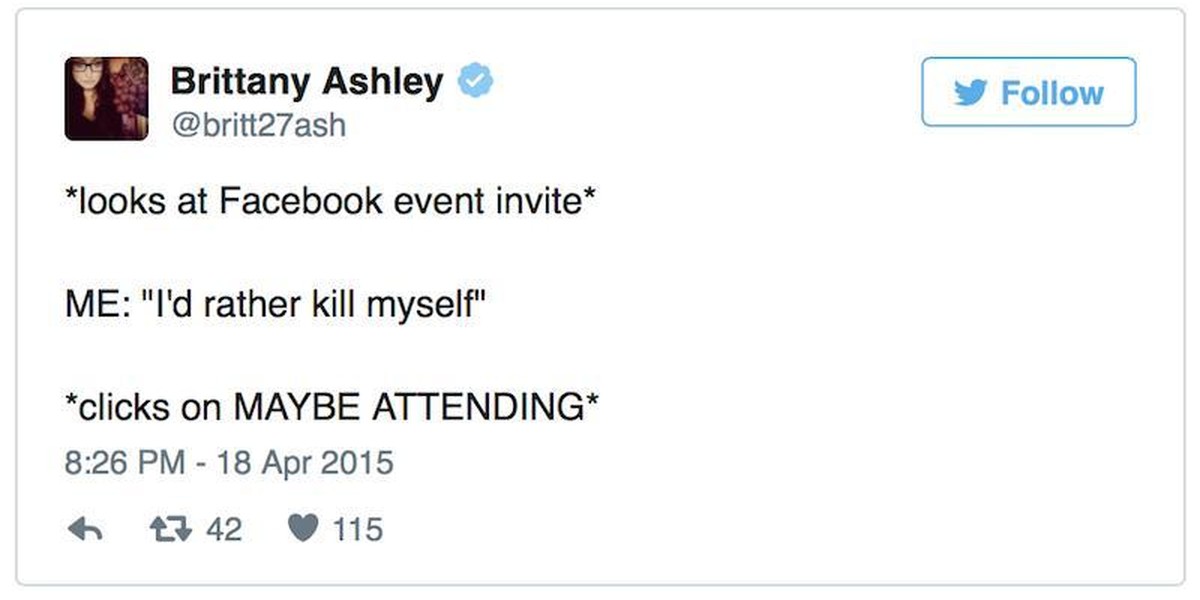 Brittany Ashley
@britt27ash
Follow
*looks at Facebook event invite*
ME: "I'd rather kill myself"
*clicks on MAYBE ATTENDING*
8:26 PM - 18 Apr 2015
42 115